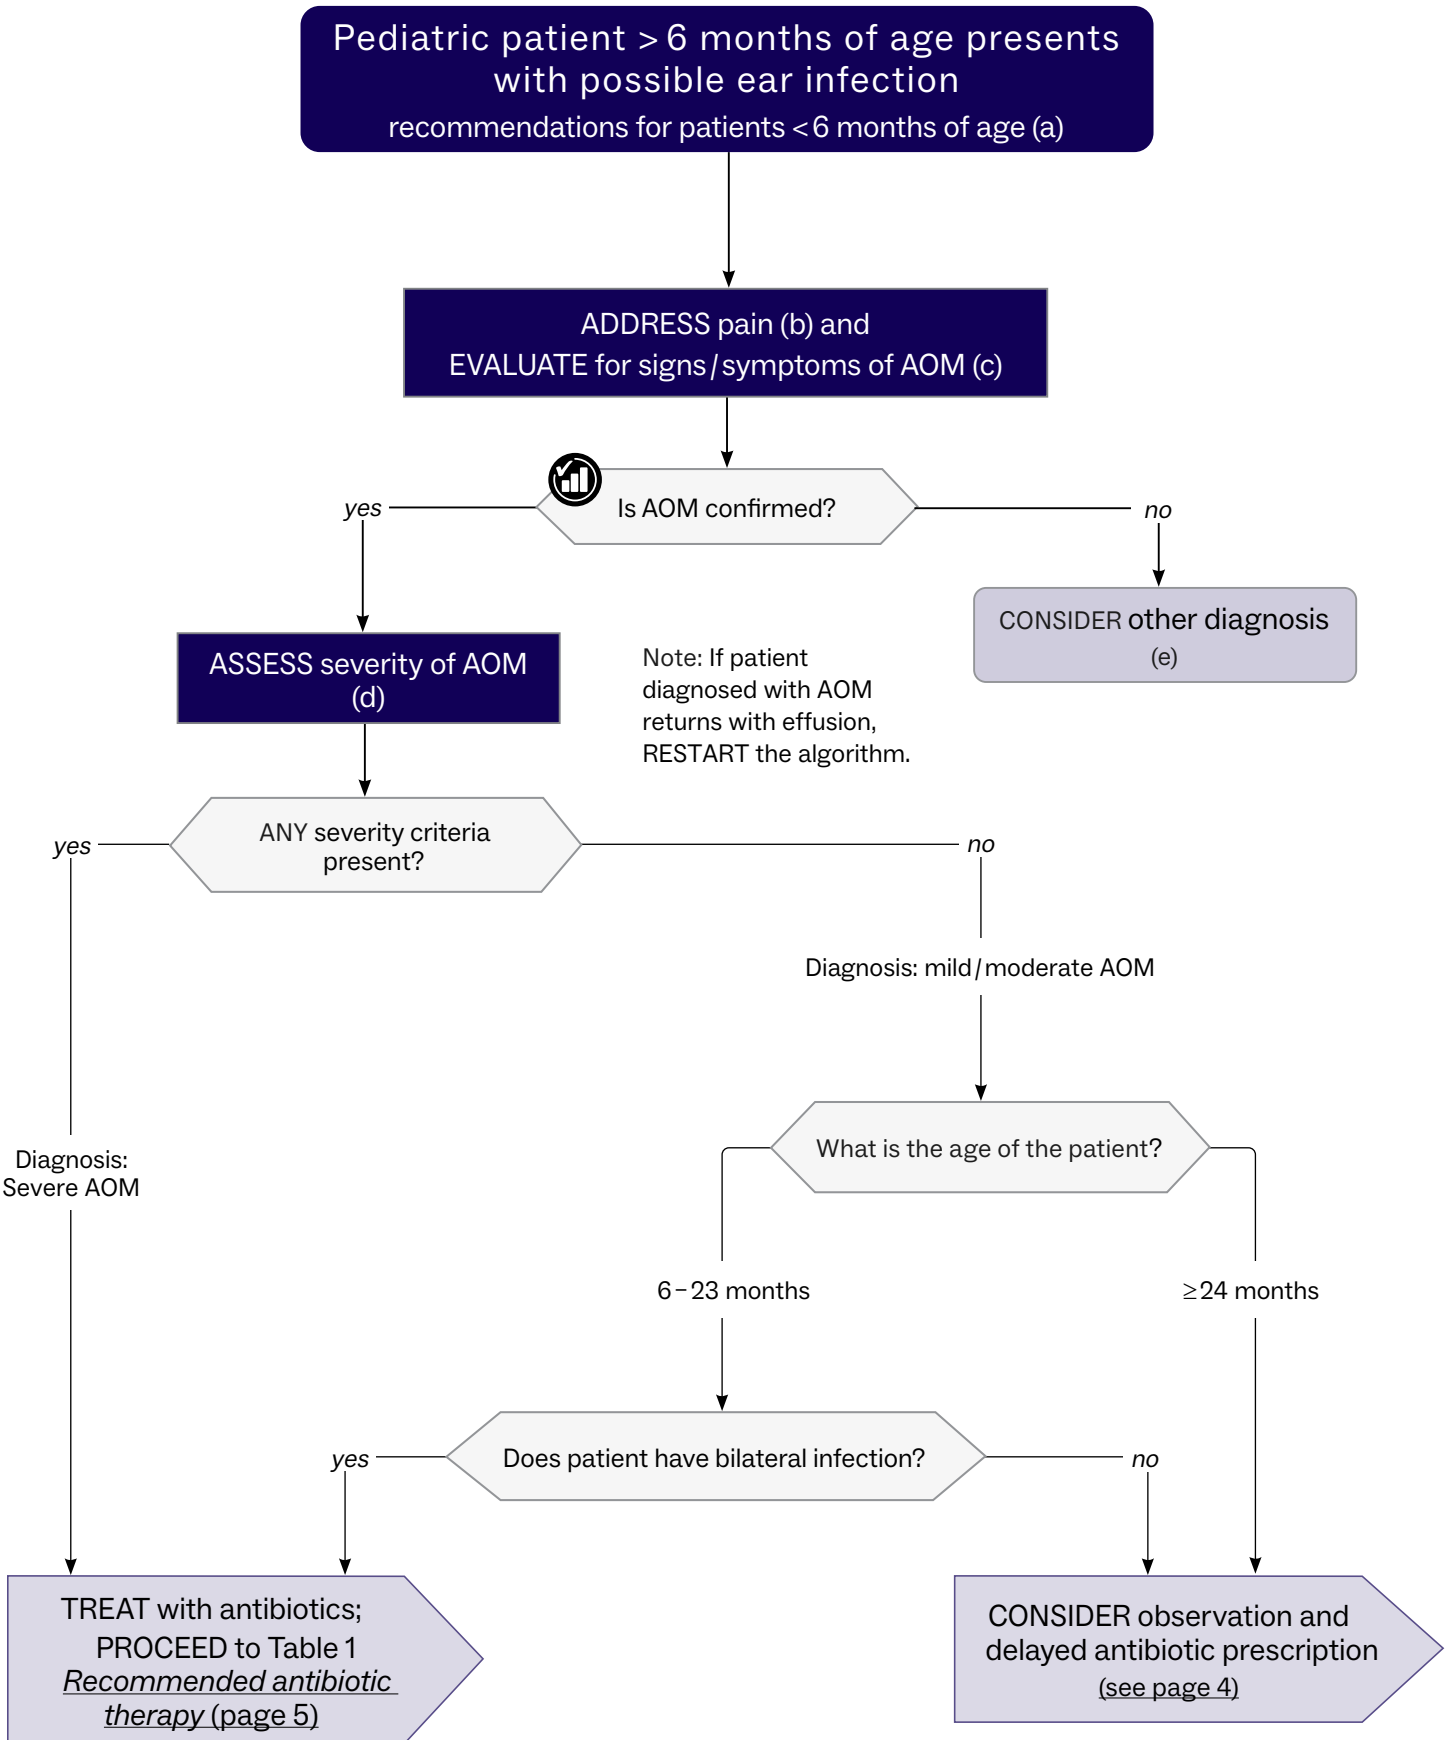 Pediatric patient >6 months of age presents
with possible ear infection
recommendations for patients <6 months of age (a)
ADDRESS pain (b) and
EVALUATE for signs/symptoms of AOM (c)
Is AOM confirmed?
yes
no
CONSIDER other diagnosis
(e)
ASSESS severity of AOM
(d)
Note: If patient
diagnosed with AOM
returns with effusion,
RESTART the algorithm.
ANY severity criteria
present?
yes
no
Diagnosis: mild/moderate AOM
What is the age of the patient?
Diagnosis:
Severe AOM
6–23 months
≥24 months
Does patient have bilateral infection?
yes
no
TREAT with antibiotics;
PROCEED to Table 1
Recommended antibiotic
therapy (page 5)
CONSIDER observation and
delayed antibiotic prescription
(see page 4)